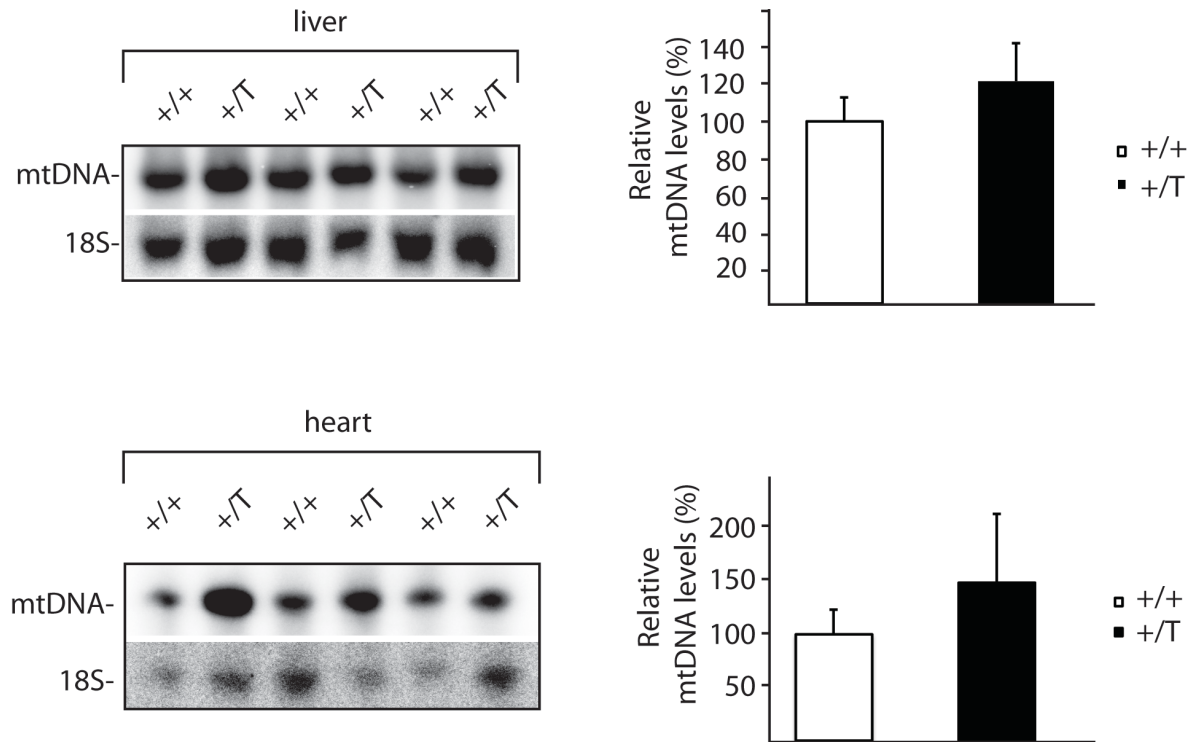 liver
+/+ +/T +/+ +/T +/+ +/T
mtDNA-
18S-
Relative
mtDNA levels (%)
140
120
100
80
60
40
20
+/+
+/T
heart
+/+ +/T +/+ +/T +/+ +/T
mtDNA-
18S-
Relative
mtDNA levels (%)
200
150
100
50
+/+
+/T